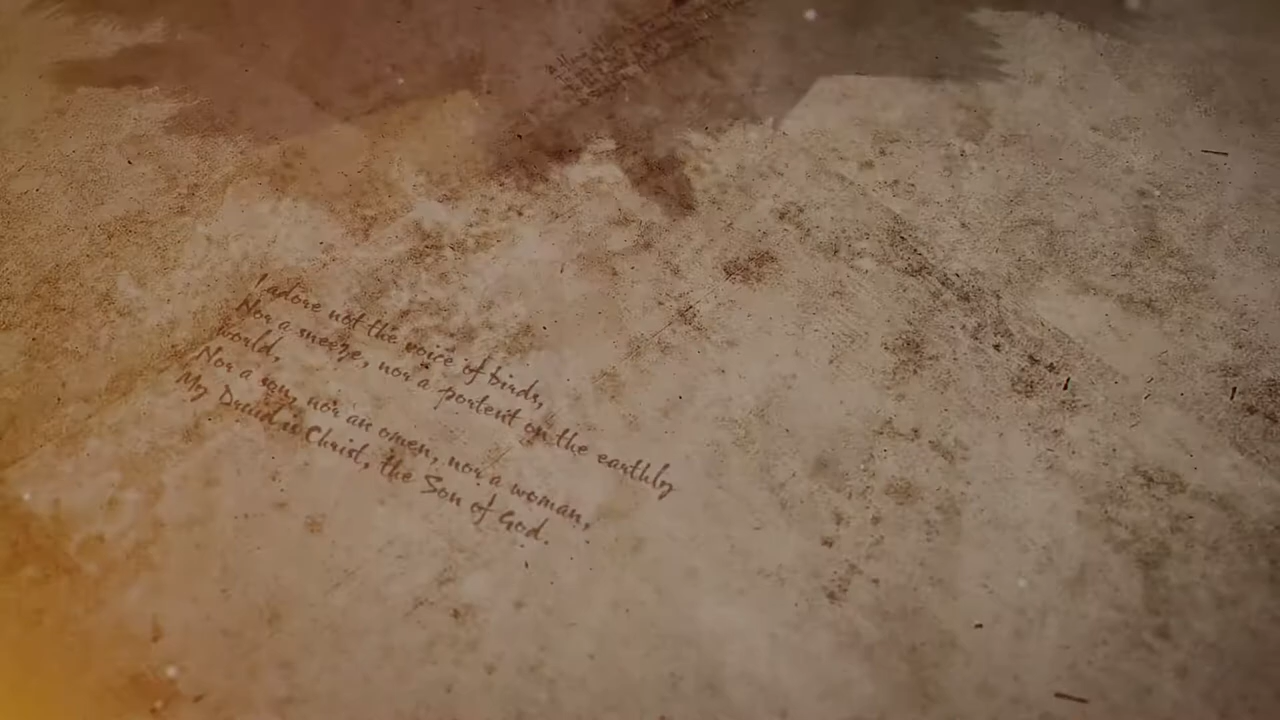 I adore not the voice of birds,
Nor a sneeze, nor a portent on the earthly
world,
Nor a son, nor an omen, nor a woman,
My Druid is Christ, the Son of God.